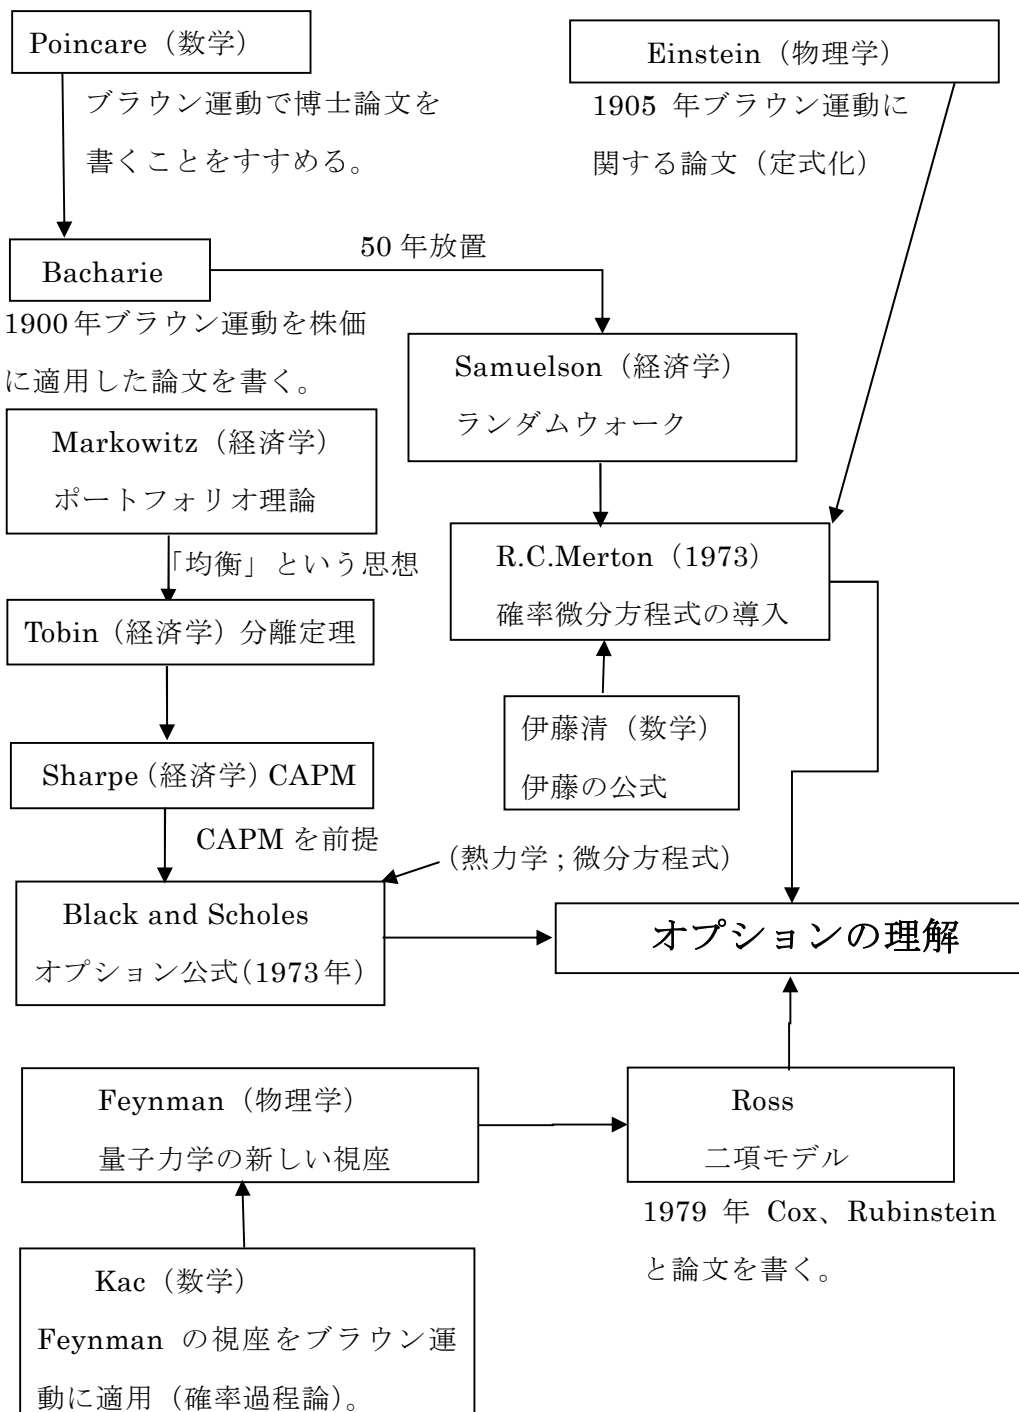 Poincare（数学）
ブラウン運動で博士論文を
書くことをすすめる。
Einstein（物理学）
1905 年ブラウン運動に
関する論文（定式化）
Bacharie
50 年放置
1900年ブラウン運動を株価
に適用した論文を書く。
Samuelson（経済学）
ランダムウォーク
Markowitz（経済学）
ポートフォリオ理論
「均衡」という思想
R.C.Merton（1973）
確率微分方程式の導入
Tobin（経済学）分離定理
伊藤清（数学）
伊藤の公式
Sharpe（経済学）CAPM
CAPM を前提
（熱力学；微分方程式）
Black and Scholes
オプション公式（1973年）
オプションの理解
Feynman（物理学）
量子力学の新しい視座
Ross
二項モデル
1979 年 Cox、Rubinstein
と論文を書く。
Kac（数学）
Feynman の視座をブラウン運
動に適用（確率過程論）。